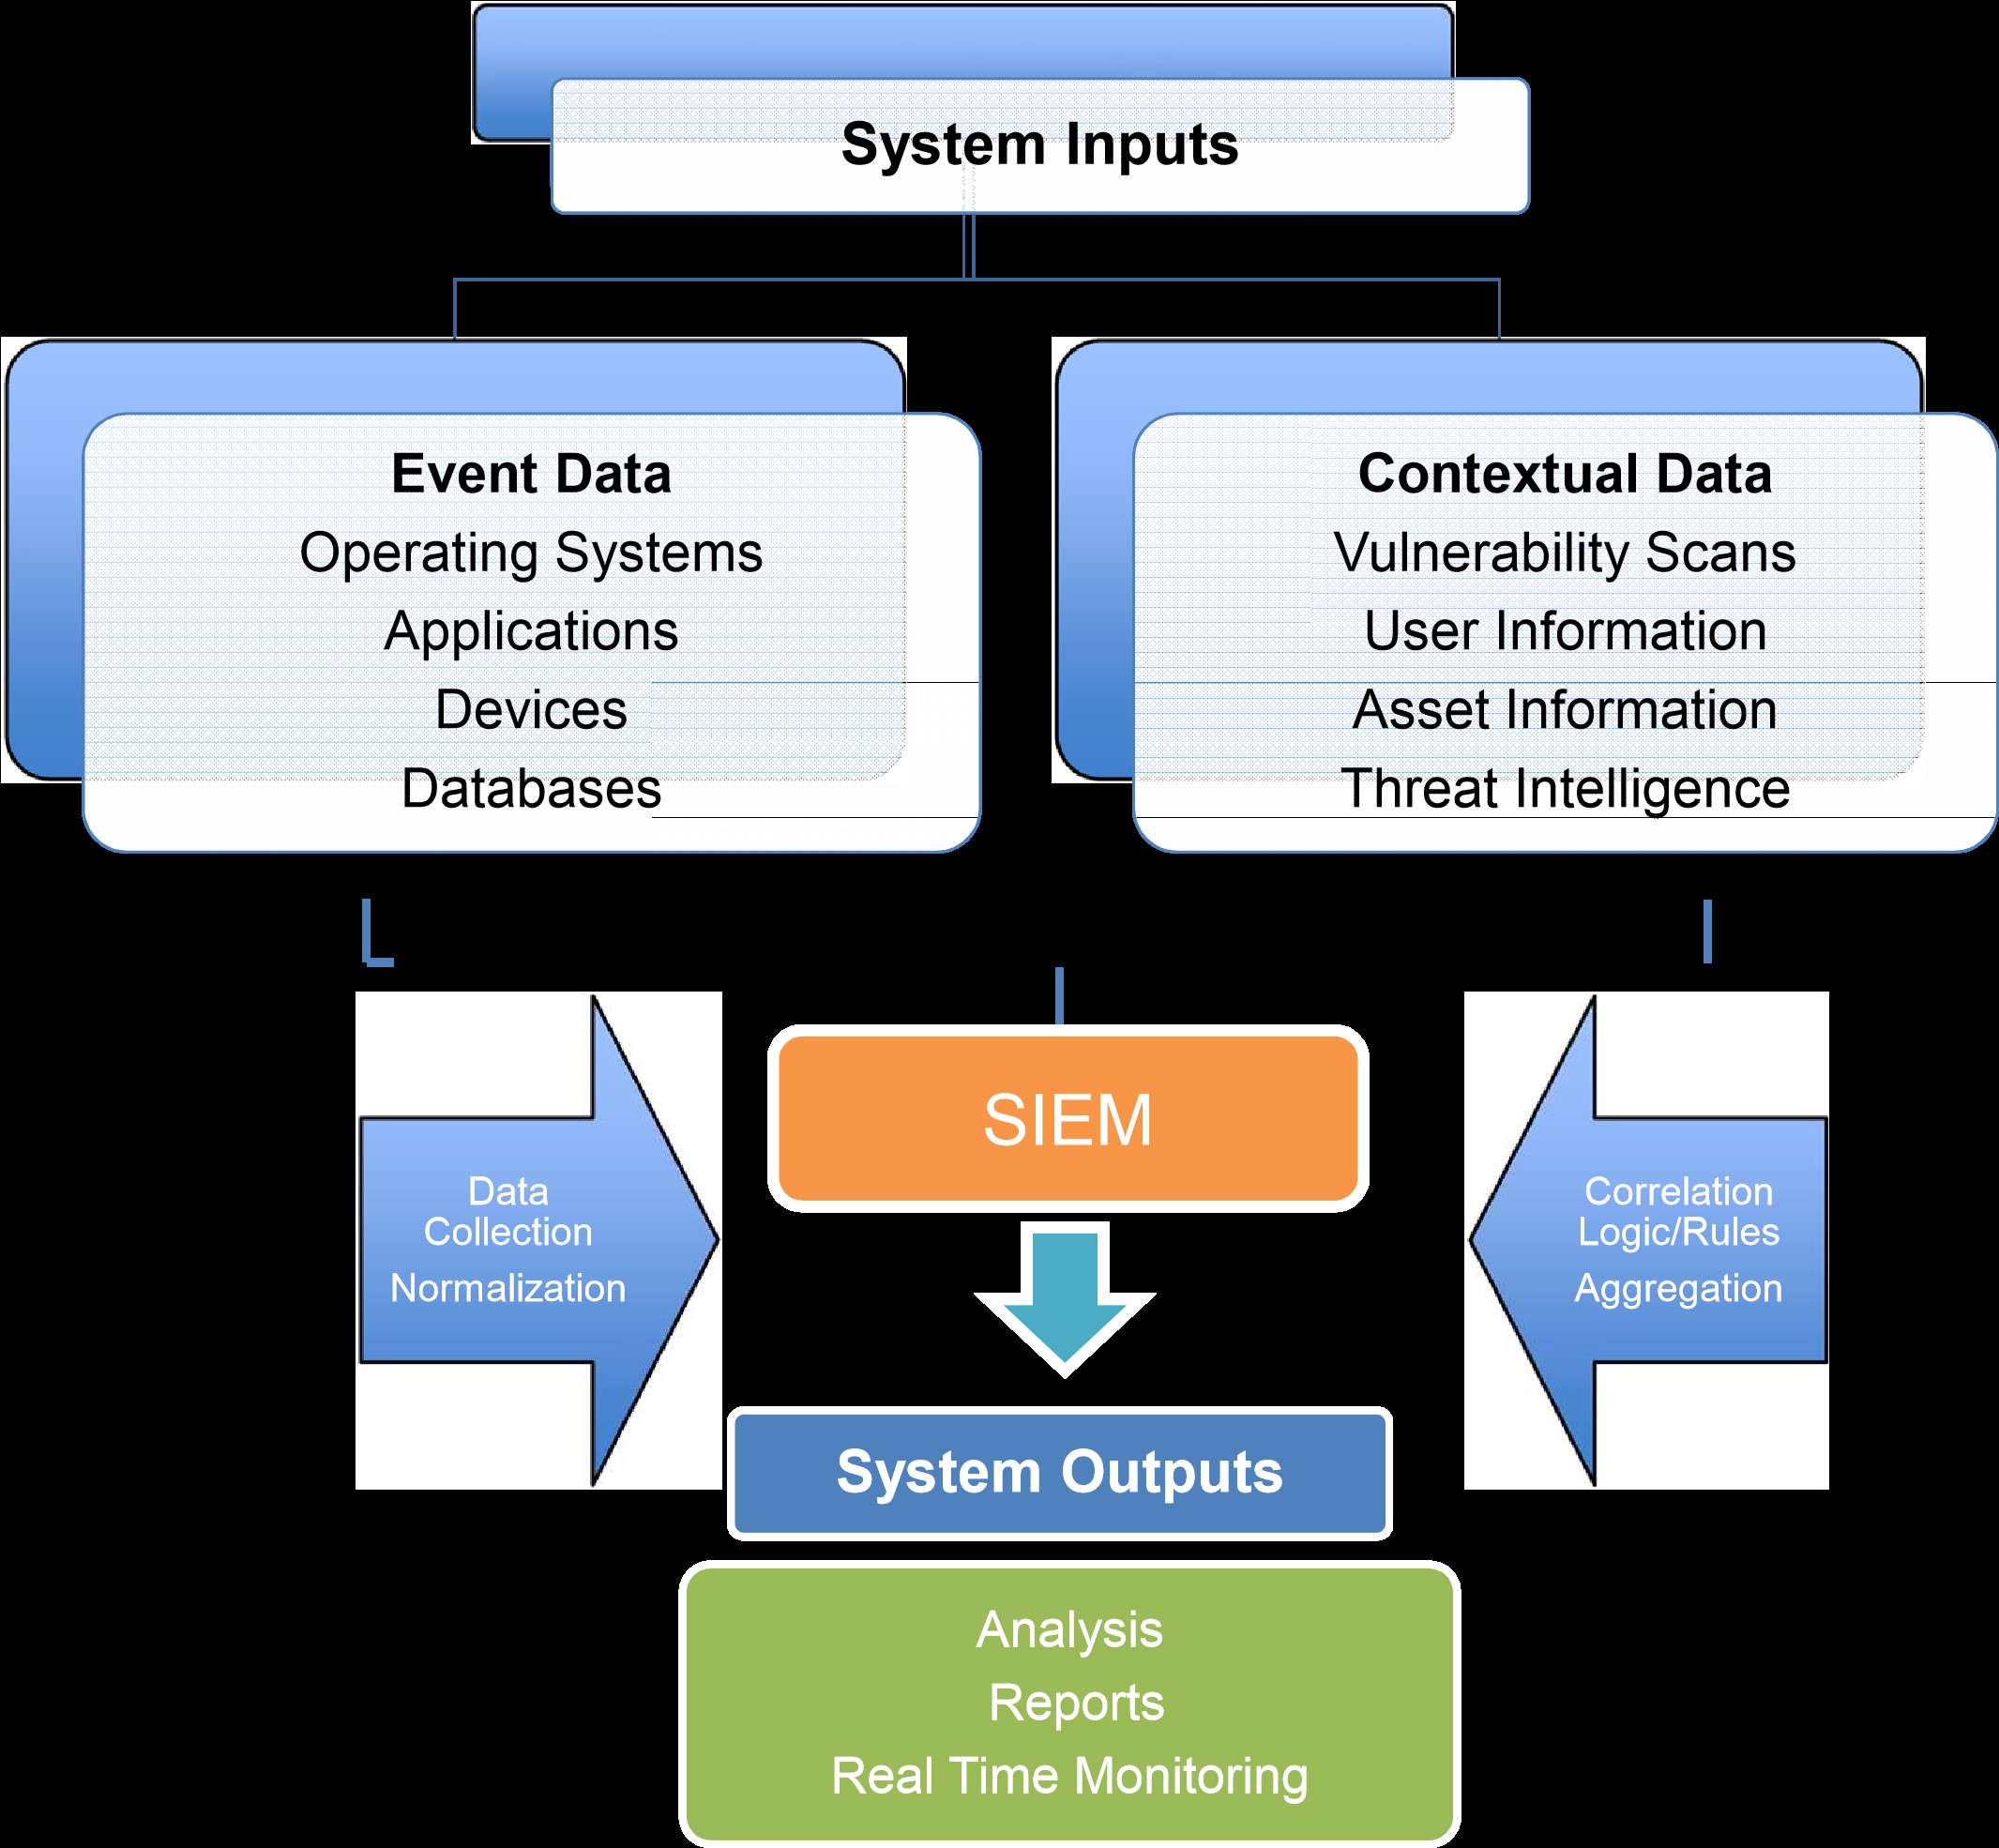 System Inputs
Event Data
Operating Systems
Applications
Devices
Databases
Contextual Data
Vulnerability Scans
User Information
Asset Information
Threat Intelligence
SIEM
Data
Collection
Normalization
Correlation
Logic/Rules
Aggregation
System Outputs
Analysis
Reports
Real Time Monitoring